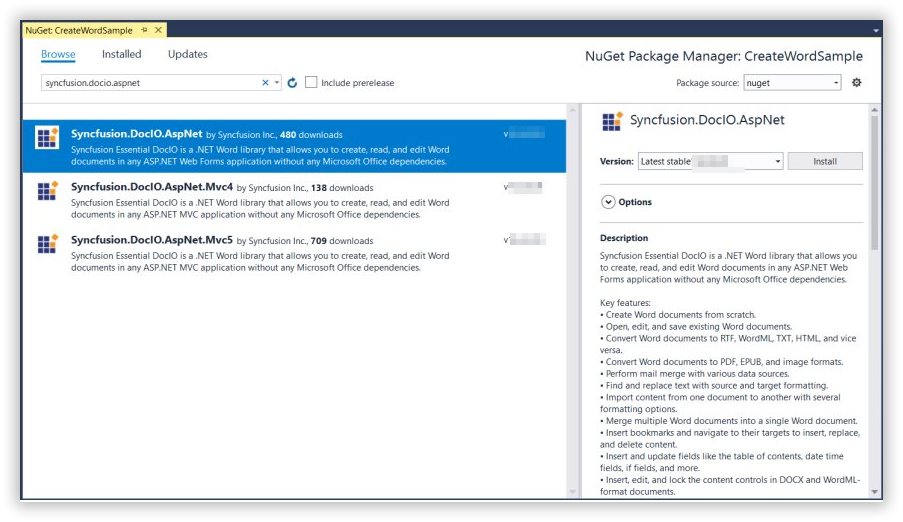 NuGet: CreateWordSample
Browse Installed Updates
NuGet Package Manager: CreateWordSample
syncfusion.docio.aspnet
Include prerelease
Package source: nuget
Syncfusion.DocIO.AspNet by Syncfusion Inc., 480 downloads
v
Syncfusion Essential DocIO is a .NET Word library that allows you to create, read, and edit Word
documents in any ASP.NET Web Forms application without any Microsoft Office dependencies.
Syncfusion.DocIO.AspNet.Mvc4 by Syncfusion Inc., 138 downloads
v
Syncfusion Essential DocIO is a .NET Word library that allows you to create, read, and edit Word
documents in any ASP.NET MVC application without any Microsoft Office dependencies.
Syncfusion.DocIO.AspNet.Mvc5 by Syncfusion Inc., 709 downloads
Syncfusion Essential DocIO is a .NET Word library that allows you to create, read, and edit Word
documents in any ASP.NET MVC application without any Microsoft Office dependencies.
Syncfusion.DocIO.AspNet
Version: Latest stable
Install
Options
Description
Syncfusion Essential DocIO is a .NET Word library that allows you
to create, read, and edit Word documents in any ASP.NET Web
Forms application without any Microsoft Office dependencies.
Key features:
• Create Word documents from scratch.
• Open, edit, and save existing Word documents.
• Convert Word documents to RTF, WordML, TXT, HTML, and vice
versa.
• Convert Word documents to PDF, EPUB, and image formats.
• Perform mail merge with various data sources.
• Find and replace text with source and target formatting.
• Import content from one document to another with several
formatting options.
• Merge multiple Word documents into a single Word document.
• Insert bookmarks and navigate to their targets to insert, replace,
and delete content.
• Insert and update fields like the table of contents, date time
fields, if fields, and more.
• Insert, edit, and lock the content controls in DOCX and WordML-
format documents.